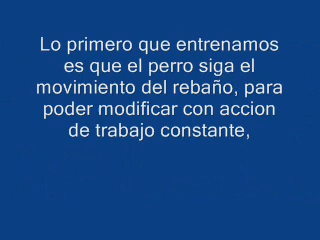 Lo primero que entrenamos
es que el perro siga el
movimiento del rebaño, para
poder modificar con accion
de trabajo constante,